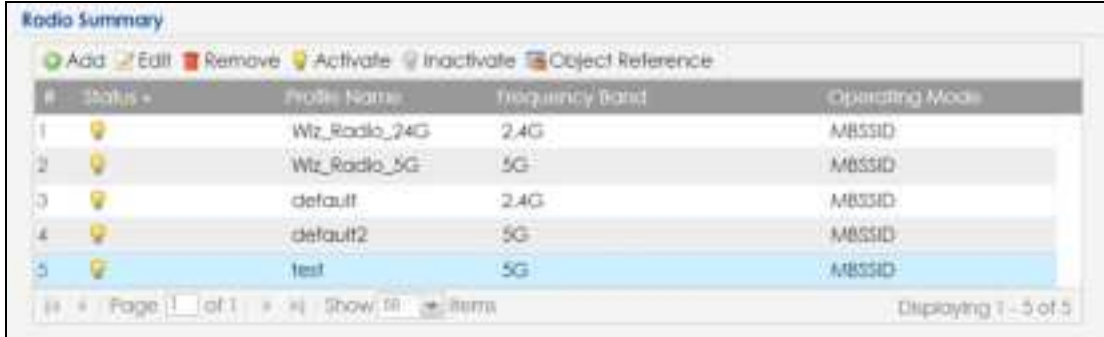 Radio Summary
Add Edit Remove Activate Inactivate Object Reference
# Status Profile Name Frequency Band Operating Mode
1 Wiz_Radio_24G 2.4G MBSSID
2 Wiz_Radio_5G 5G MBSSID
3 default 2.4G MBSSID
4 default2 5G MBSSID
5 test 5G MBSSID
Page 1 of 1 Show 50 items Displaying 1 - 5 of 5